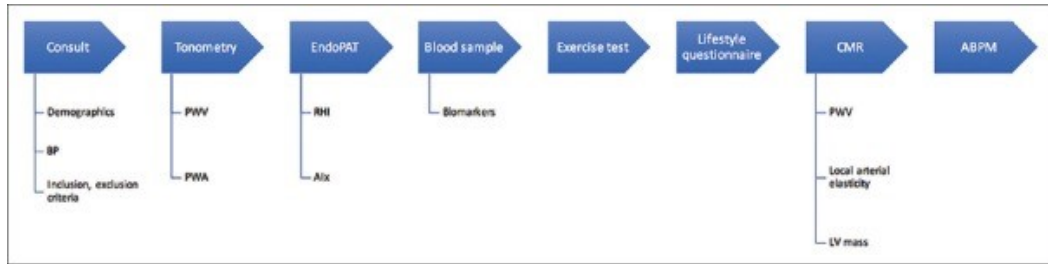 Consult
Tonometry
EndoPAT
Blood sample
Exercise test
Lifestyle
questionnaire
CMR
ABPM
Demographics
BP
Inclusion, exclusion
criteria
PWV
PWA
RHI
AIx
Biomarkers
PWV
Local arterial
elasticity
LV mass